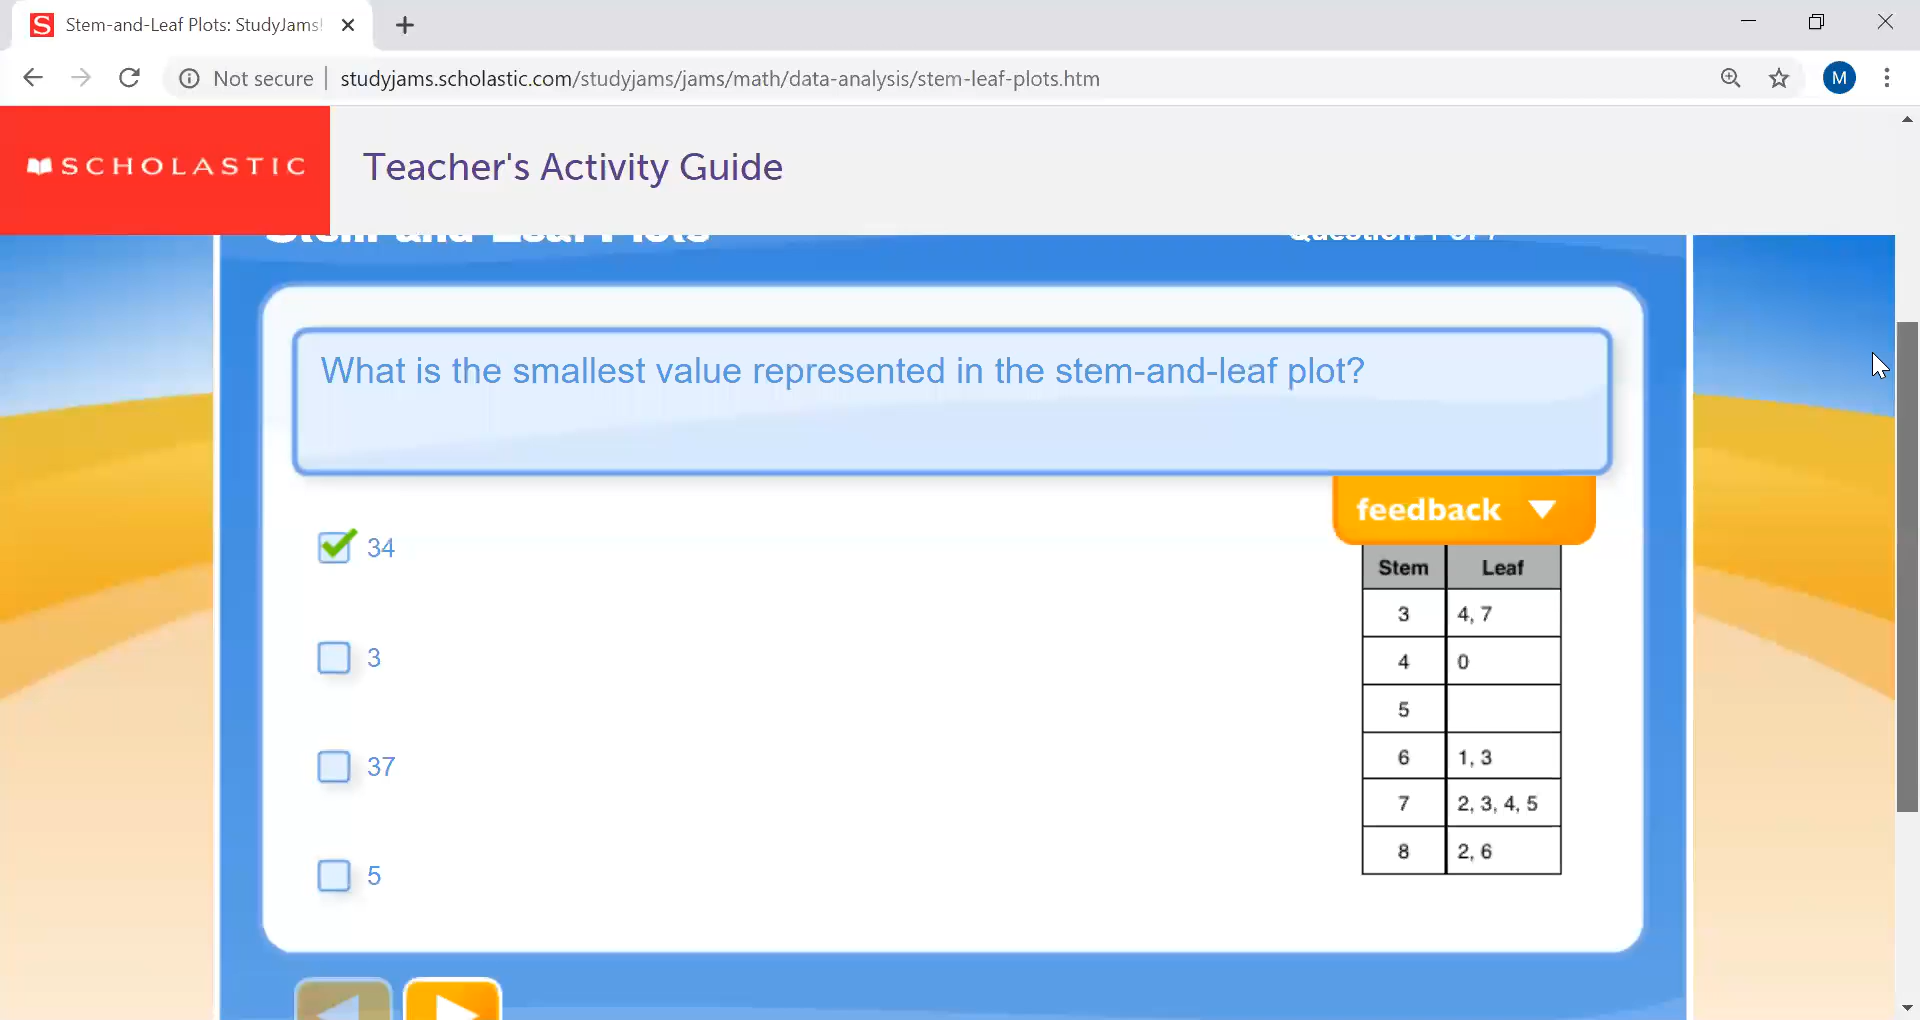 Stem-and-Leaf Plots: StudyJams!
Not secure
studyjams.scholastic.com/studyjams/jams/math/data-analysis/stem-leaf-plots.htm
M
SCHOLASTIC
Teacher's Activity Guide
What is the smallest value represented in the stem-and-leaf plot?
feedback
34
3
37
5
Stem Leaf
3 4, 7
4 0
5
6 1, 3
7 2, 3, 4, 5
8 2, 6